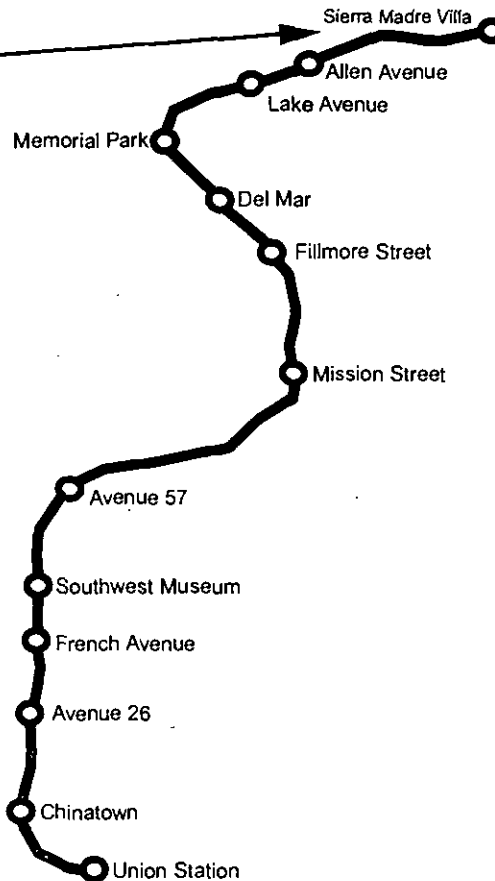 Sierra Madre Villa
Allen Avenue
Lake Avenue
Memorial Park
Del Mar
Fillmore Street
Mission Street
Avenue 57
Southwest Museum
French Avenue
Avenue 26
Chinatown
Union Station